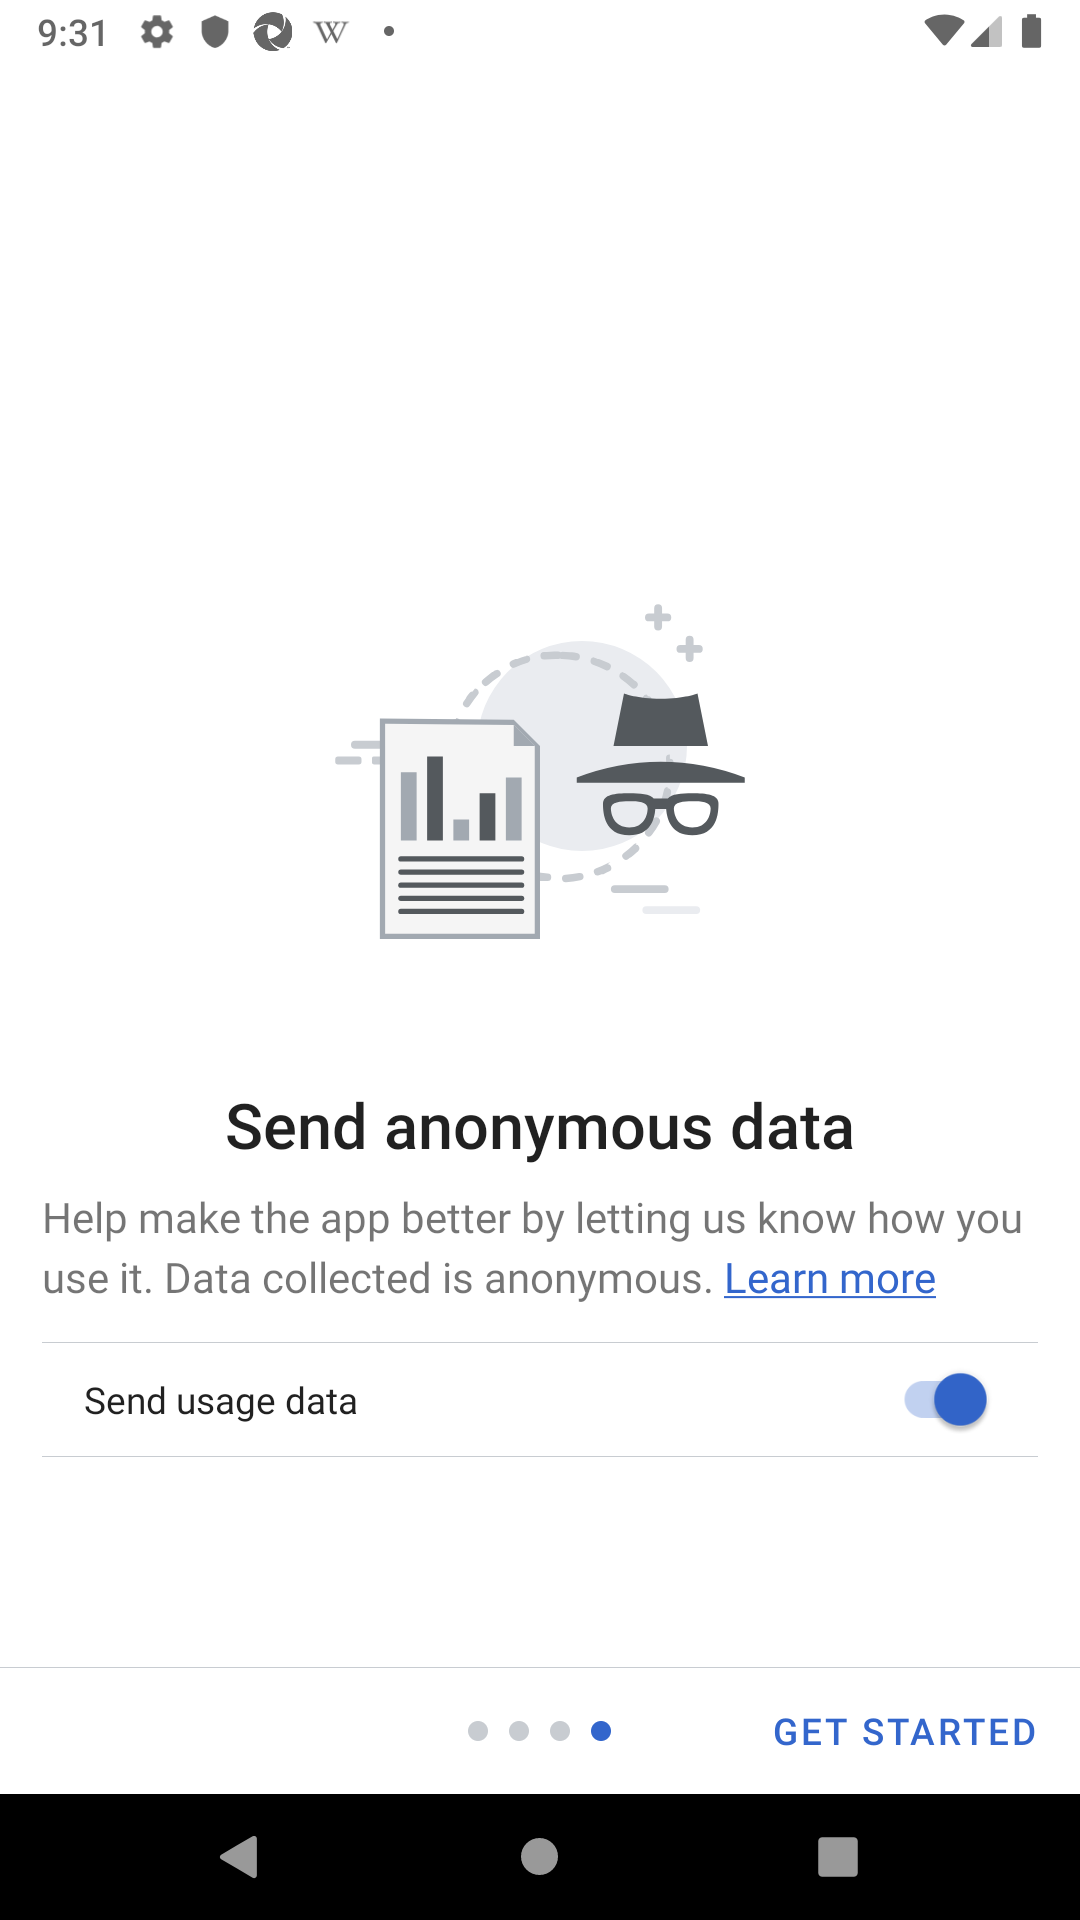 9:31 W
Send anonymous data
Help make the app better by letting us know how you
use it. Data collected is anonymous. Learn more
Send usage data
GET STARTED